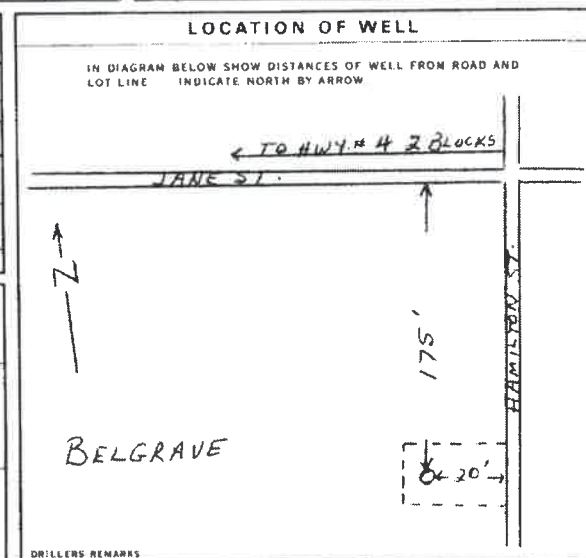 LOCATION OF WELL
IN DIAGRAM BELOW SHOW DISTANCES OF WELL FROM ROAD AND
LOT LINE INDICATE NORTH BY ARROW
TO HWY. # 4 2 BLOCKS
JANE ST.
N
175'
HAMILTON ST.
BELGRAVE
20'
DRILLERS REMARKS